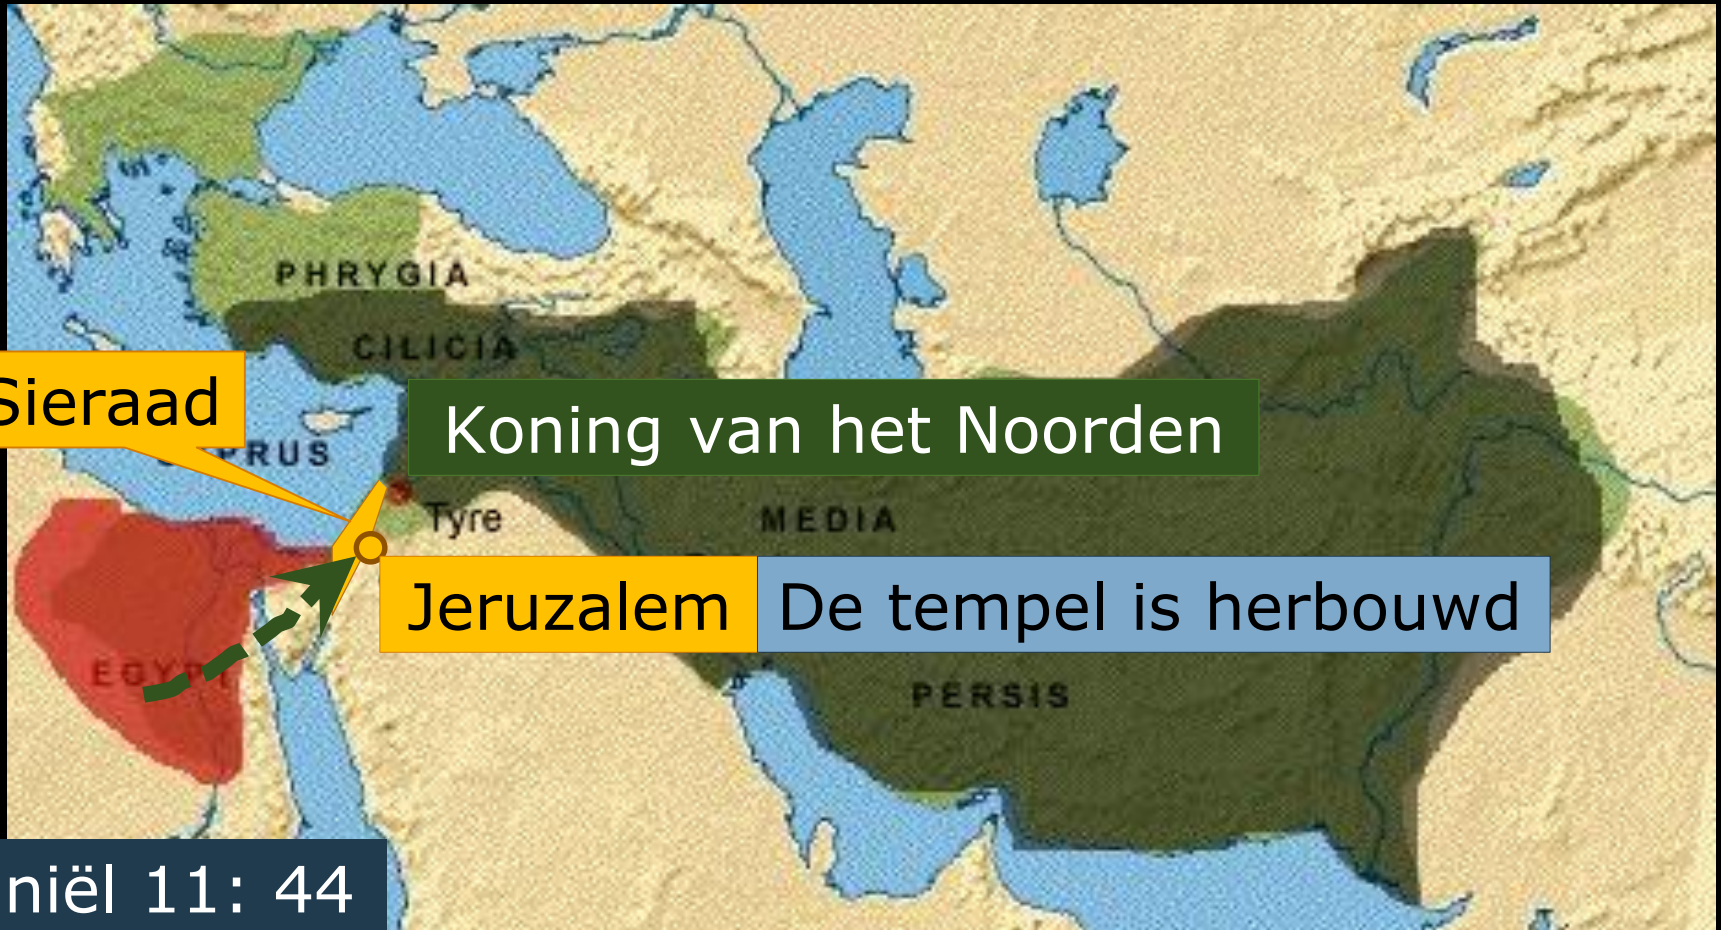 PHRYGIA
CILICIA
Sieraad
Koning van het Noorden
RUS
Tyre
MEDIA
Jeruzalem
De tempel is herbouwd
EGYPT
PERSIS
niël 11: 44